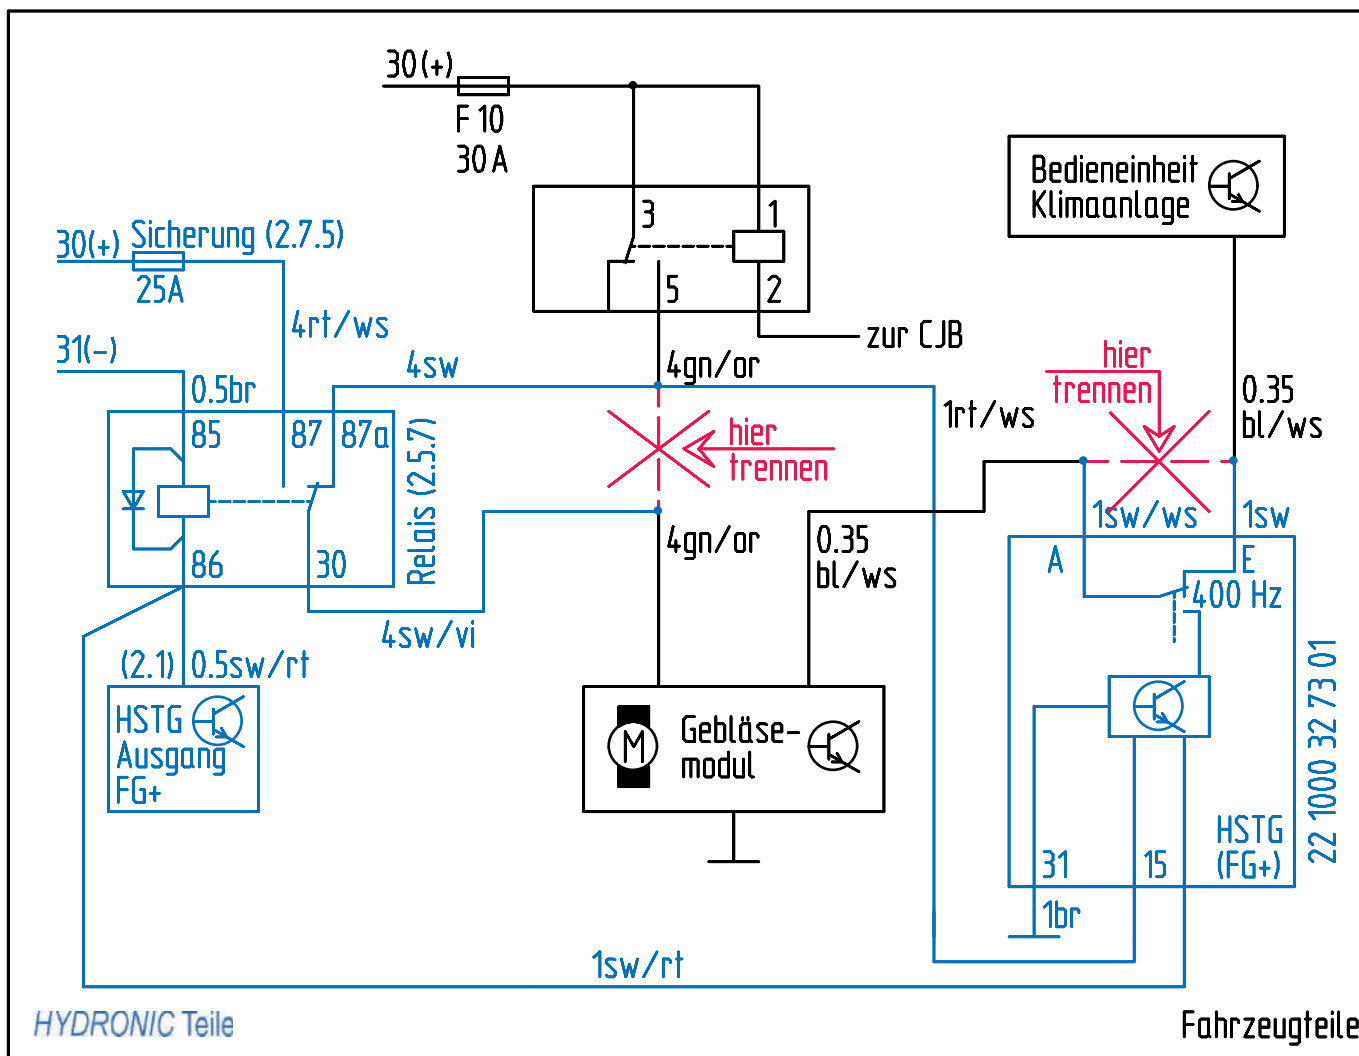 30(+)
F 10
30 A
3
1
5
2
zur CJB
Bedieneinheit
Klimaanlage
30(+)
Sicherung (2.7.5)
25A
4rt/ws
31(-)
0.5br
4sw
4gn/or
85
87
87a
Relais (2.5.7)
86
30
hier
trennen
hier
trennen
1rt/ws
0.35
bl/ws
1sw/ws
1sw
4gn/or
0.35
bl/ws
4sw/vi
(2.1)
0.5sw/rt
HSTG
Ausgang
FG+
M
Gebläse-
modul
A
E
400 Hz
22 1000 32 73 01
HSTG
(FG+)
31
15
1br
1sw/rt
HYDRONIC Teile
Fahrzeugteile